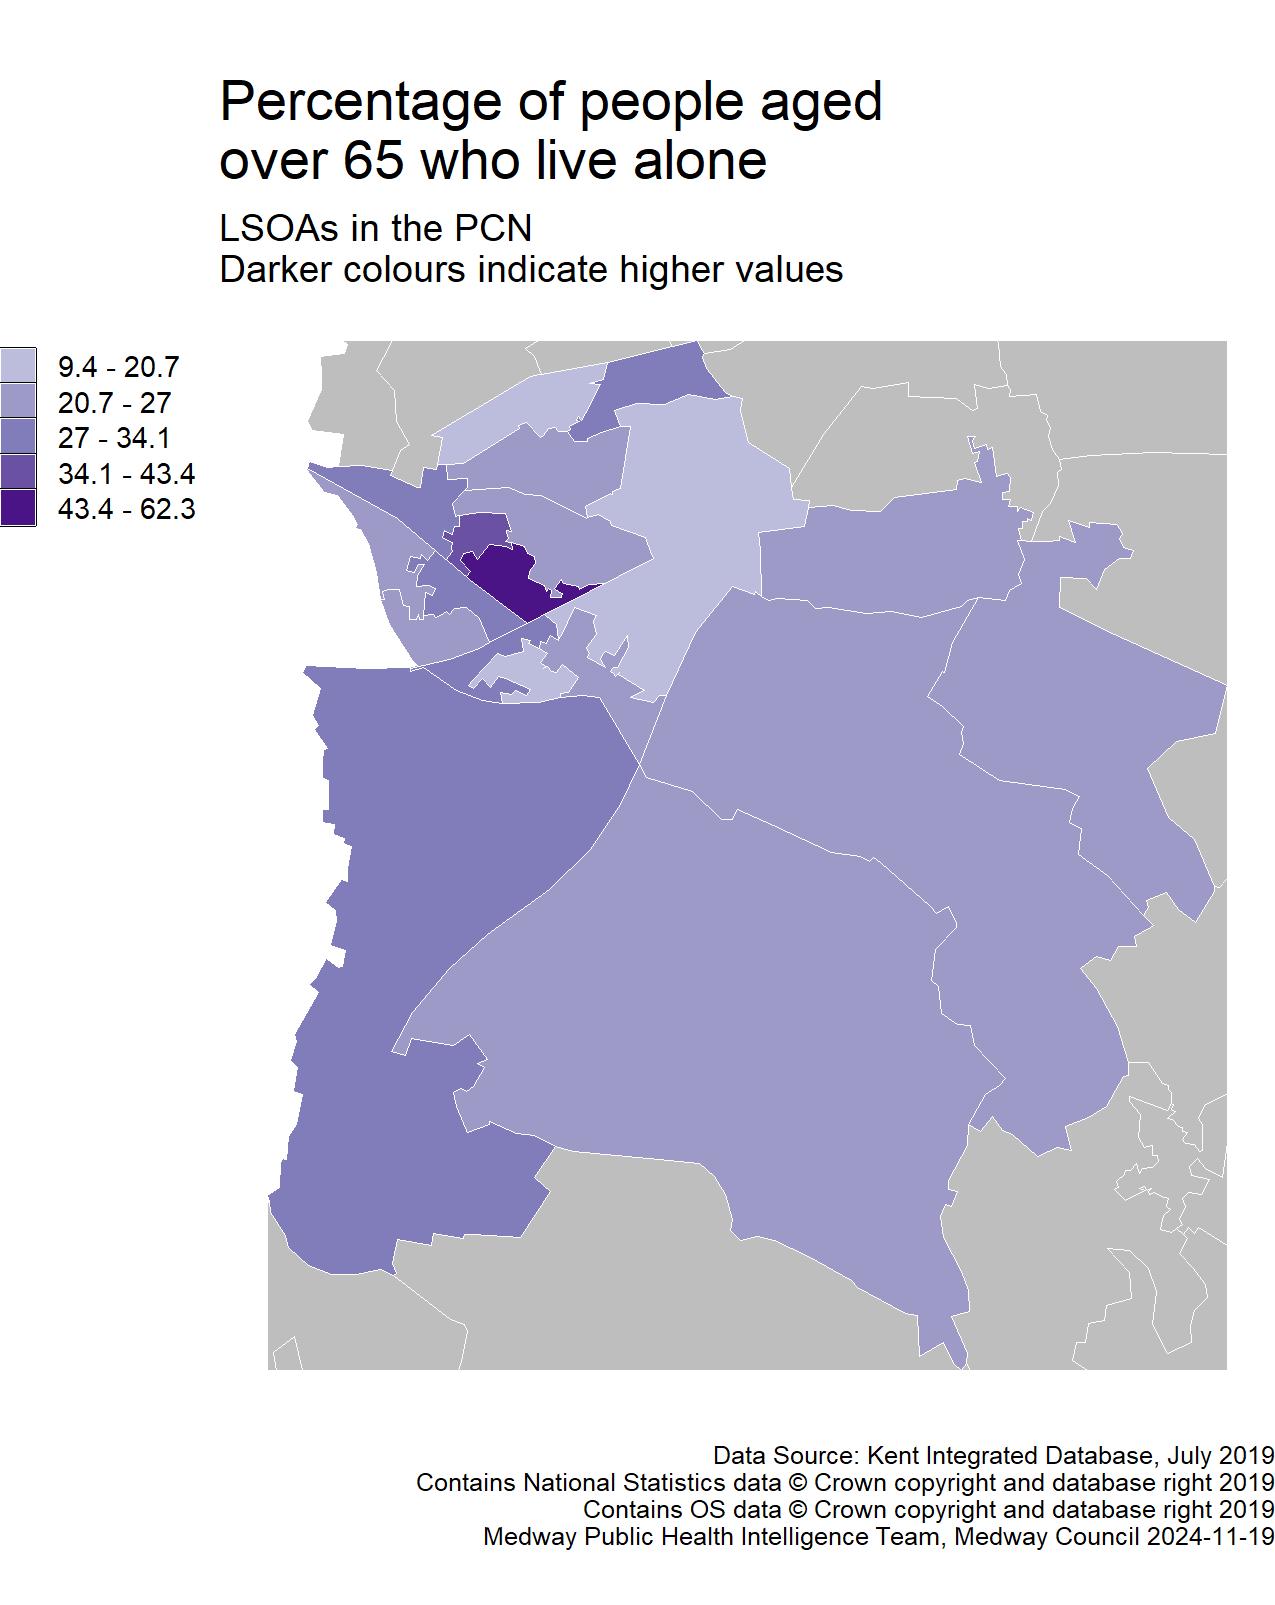 Percentage of people aged
over 65 who live alone
LSOAs in the PCN
Darker colours indicate higher values
9.4 - 20.7
20.7 - 27
27 - 34.1
34.1 - 43.4
43.4 - 62.3
Data Source: Kent Integrated Database, July 2019
Contains National Statistics data © Crown copyright and database right 2019
Contains OS data © Crown copyright and database right 2019
Medway Public Health Intelligence Team, Medway Council 2024-11-19